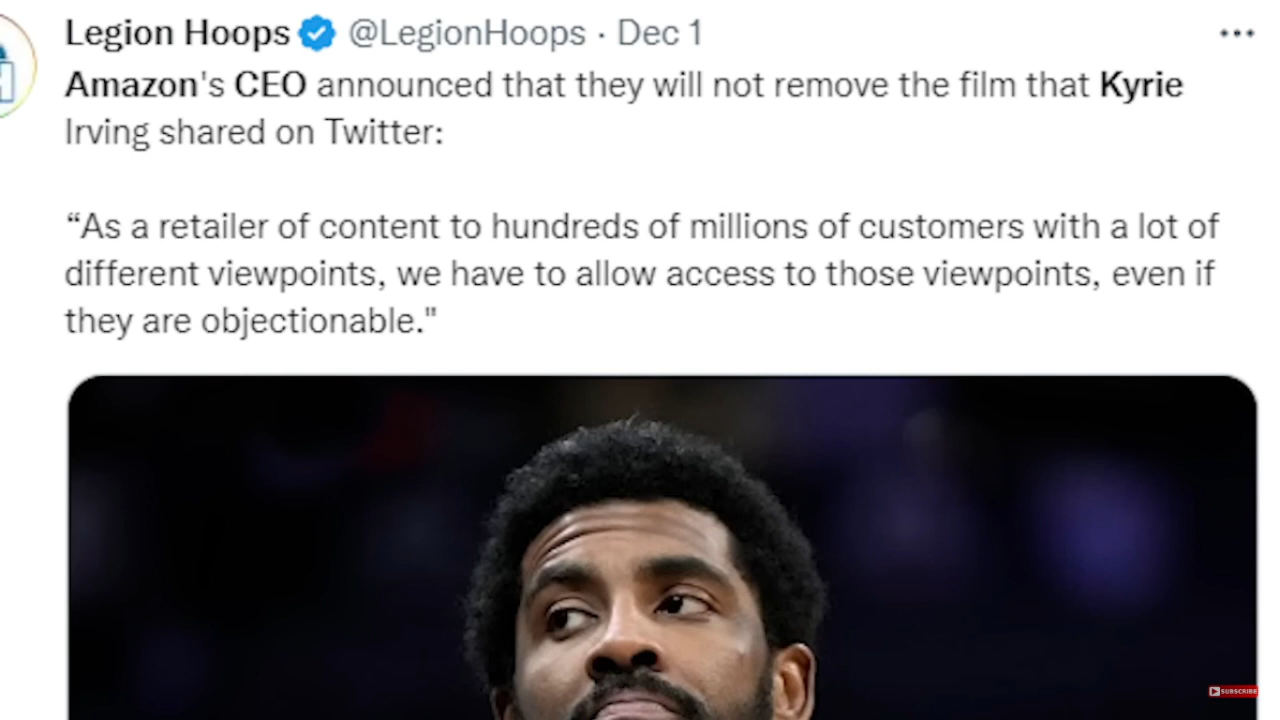 Legion Hoops @LegionHoops · Dec 1 ...
Amazon's CEO announced that they will not remove the film that Kyrie
Irving shared on Twitter:
“As a retailer of content to hundreds of millions of customers with a lot of
different viewpoints, we have to allow access to those viewpoints, even if
they are objectionable."
SUBSCRIBE